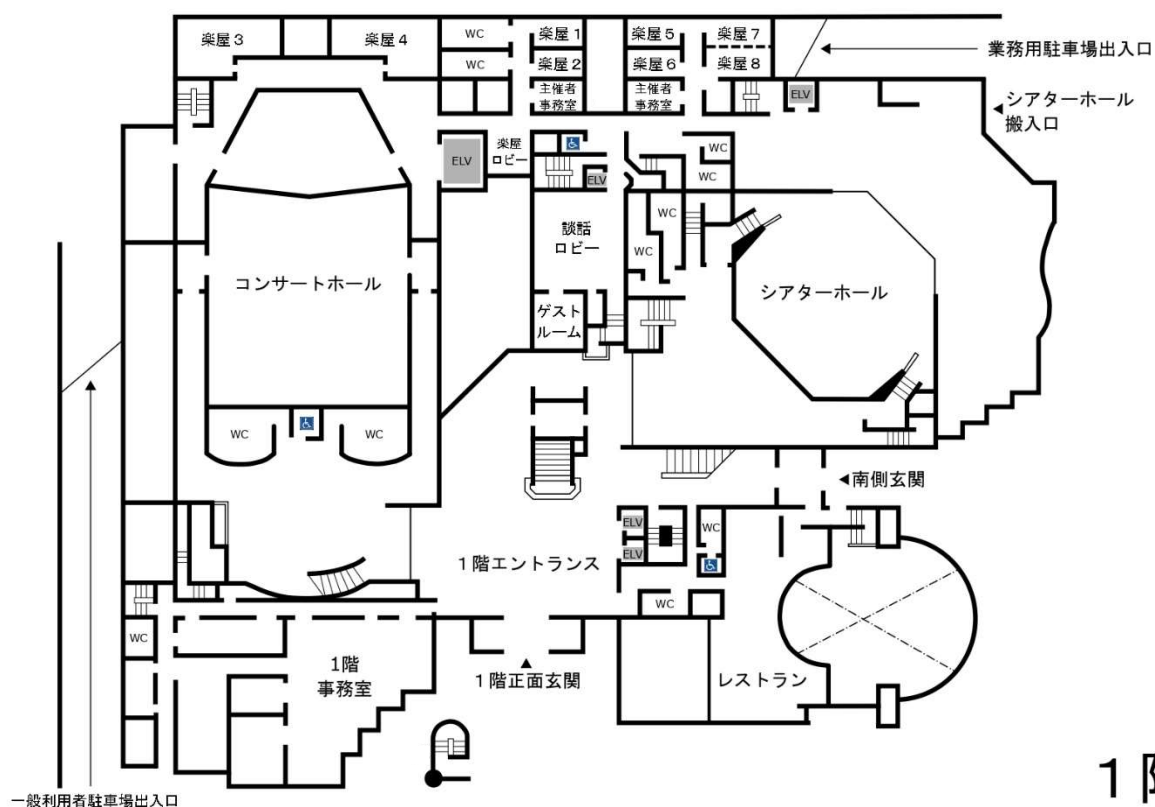 楽屋3
楽屋4
WC
楽屋1
楽屋5
楽屋7
WC
楽屋2
楽屋6
楽屋8
業務用駐車場出入口
主催者
事務室
主催者
事務室
ELV
シアターホール
搬入口
ELV
楽屋
ロビー
WC
WC
ELV
談話
ロビー
WC
WC
コンサートホール
シアターホール
ゲスト
ルーム
WC
WC
南側玄関
ELV
ELV
WC
1階エントランス
WC
WC
1階
事務室
1階正面玄関
レストラン
一般利用者駐車場出入口
1階